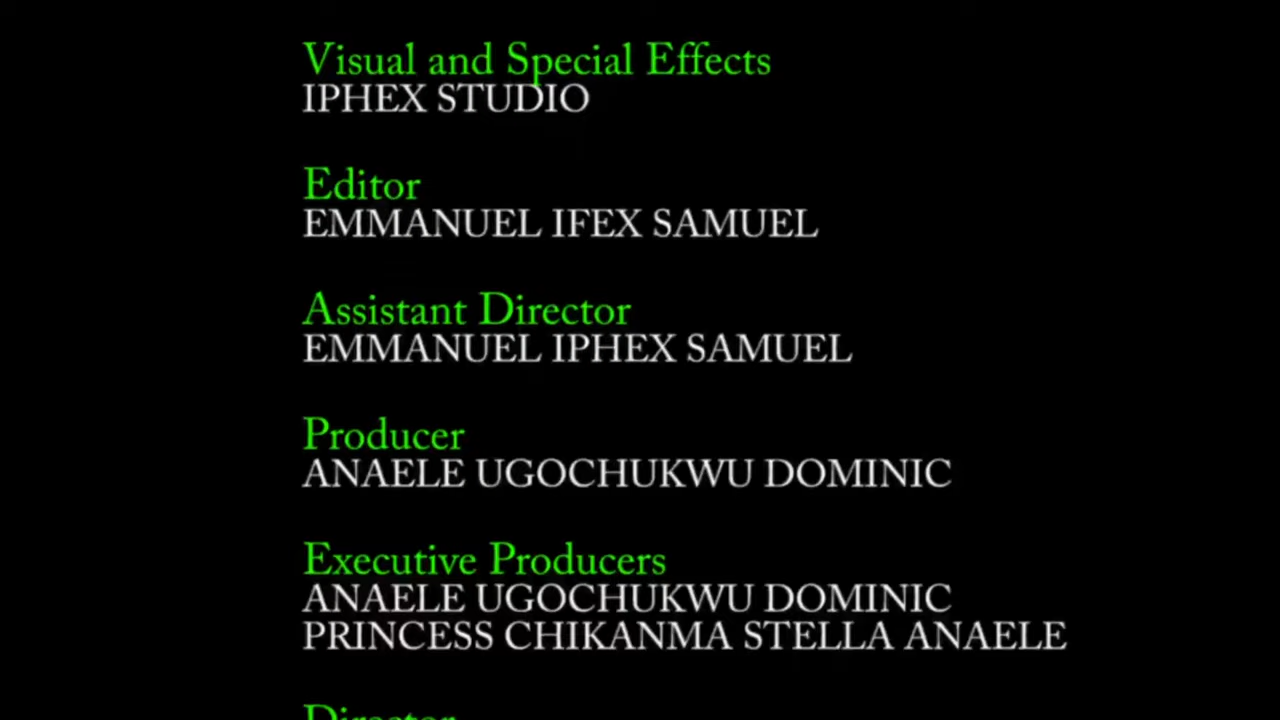 Visual and Special Effects
IPHEX STUDIO
Editor
EMMANUEL IFEX SAMUEL
Assistant Director
EMMANUEL IPHEX SAMUEL
Producer
ANAELE UGOCHUKWU DOMINIC
Executive Producers
ANAELE UGOCHUKWU DOMINIC
PRINCESS CHIKANMA STELLA ANAELE
Director